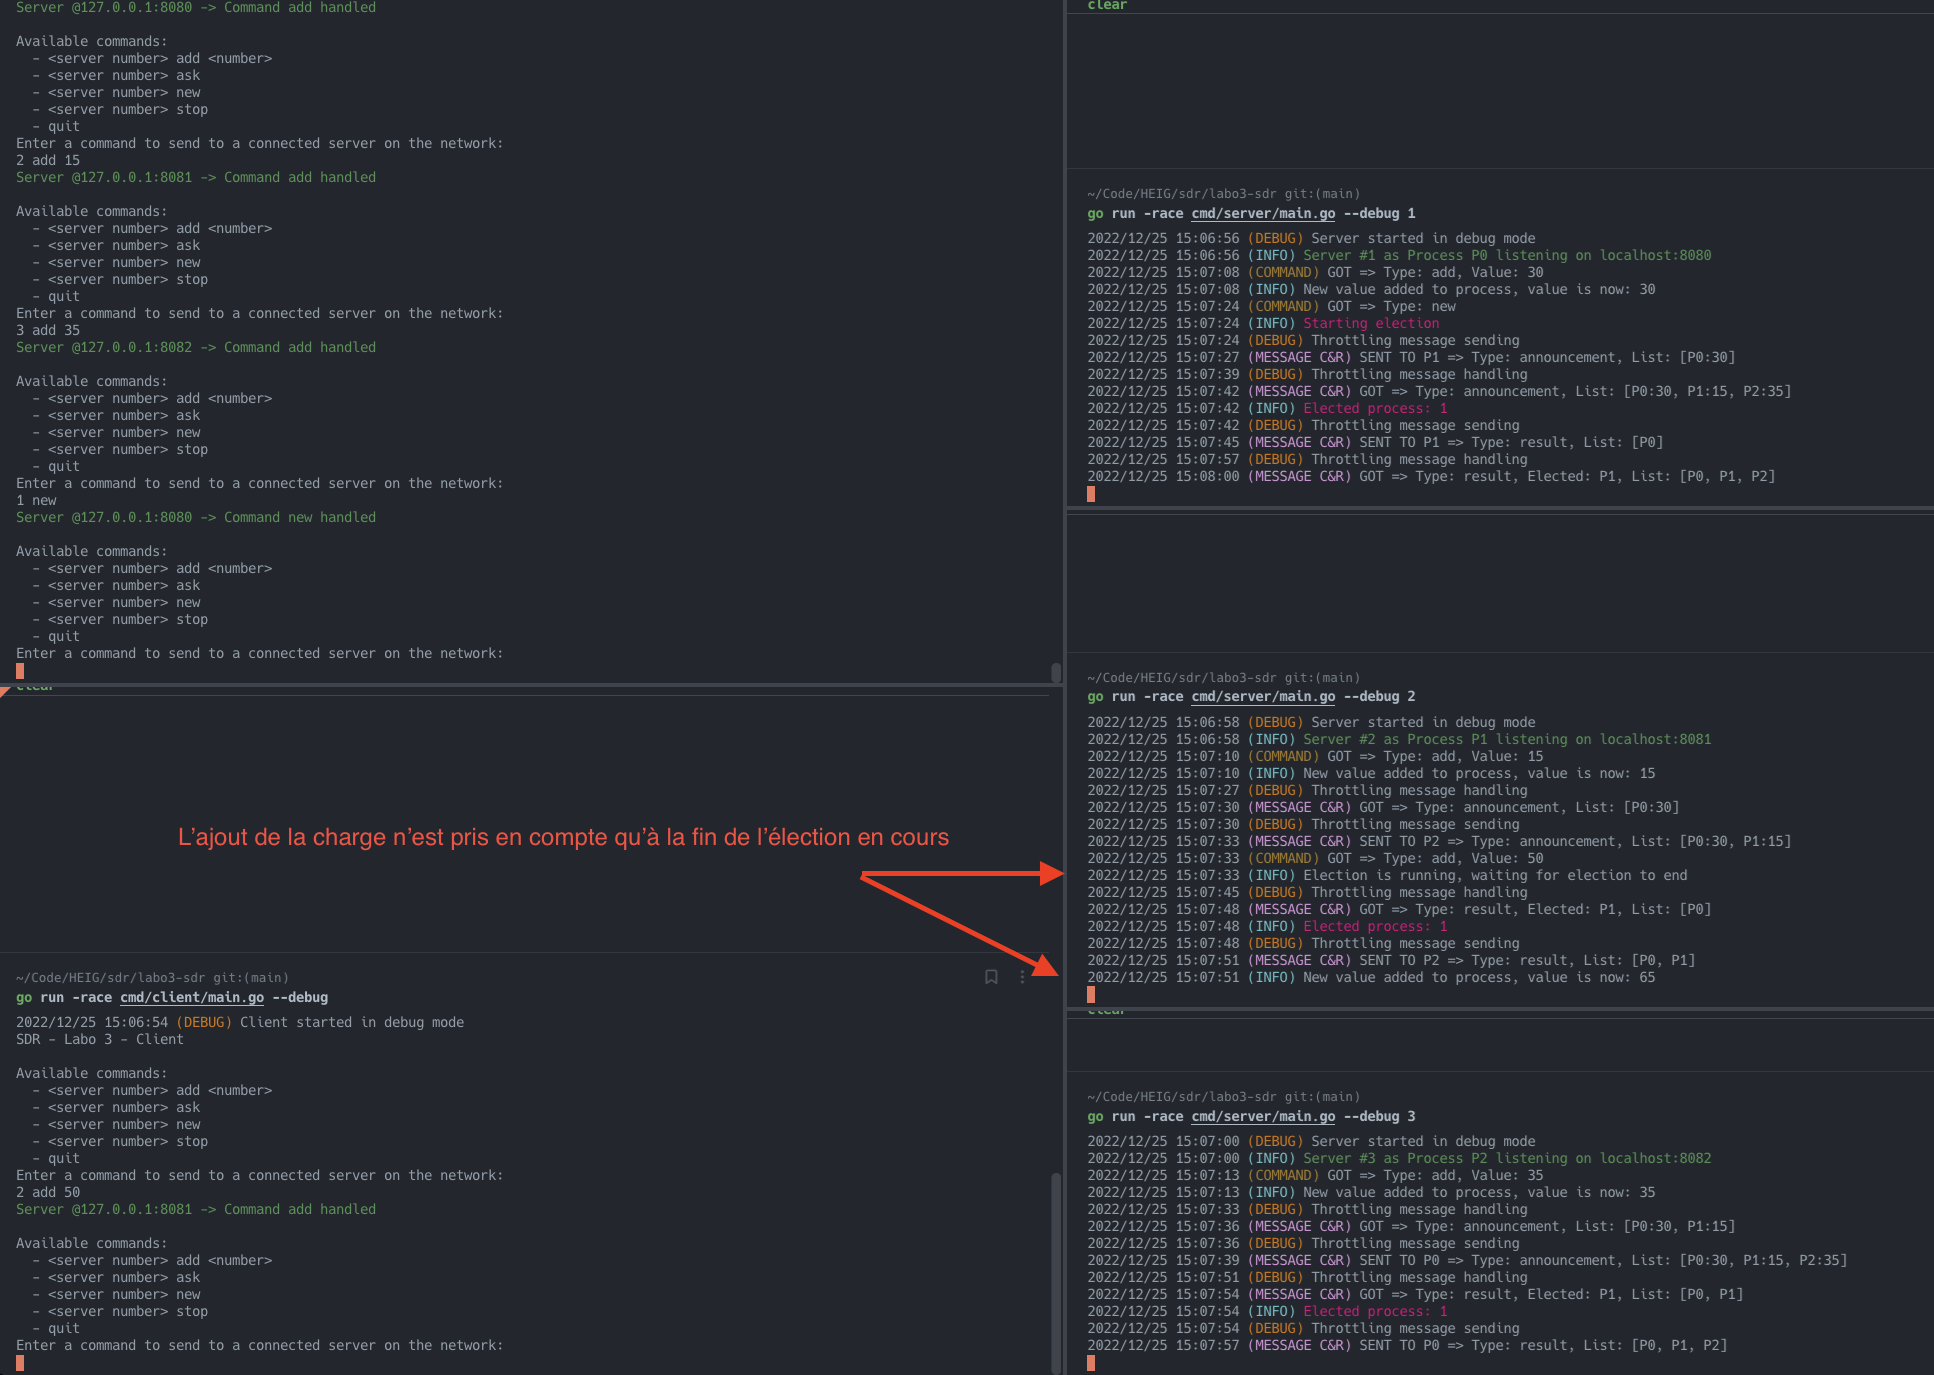 Server @127.0.0.1:8080 -> Command add handled
Available commands:
- <server number> add <number>
- <server number> ask
- <server number> new
- <server number> stop
- quit
Enter a command to send to a connected server on the network:
2 add 15
Server @127.0.0.1:8081 -> Command add handled
Available commands:
- <server number> add <number>
- <server number> ask
- <server number> new
- <server number> stop
- quit
Enter a command to send to a connected server on the network:
3 add 35
Server @127.0.0.1:8082 -> Command add handled
Available commands:
- <server number> add <number>
- <server number> ask
- <server number> new
- <server number> stop
- quit
Enter a command to send to a connected server on the network:
1 new
Server @127.0.0.1:8080 -> Command new handled
Available commands:
- <server number> add <number>
- <server number> ask
- <server number> new
- <server number> stop
- quit
Enter a command to send to a connected server on the network:
clear
L'ajout de la charge n'est pris en compte qu'à la fin de l'élection en cours
~/Code/HEIG/sdr/labo3-sdr git:(main)
go run -race cmd/client/main.go --debug
2022/12/25 15:06:54 (DEBUG) Client started in debug mode
SDR - Labo 3 - Client
Available commands:
- <server number> add <number>
- <server number> ask
- <server number> new
- <server number> stop
- quit
Enter a command to send to a connected server on the network:
2 add 50
Server @127.0.0.1:8081 -> Command add handled
Available commands:
- <server number> add <number>
- <server number> ask
- <server number> new
- <server number> stop
- quit
Enter a command to send to a connected server on the network:
clear
~/Code/HEIG/sdr/labo3-sdr git:(main)
go run -race cmd/server/main.go --debug 1
2022/12/25 15:06:56 (DEBUG) Server started in debug mode
2022/12/25 15:06:56 (INFO) Server #1 as Process P0 listening on localhost:8080
2022/12/25 15:07:08 (COMMAND) GOT => Type: add, Value: 30
2022/12/25 15:07:08 (INFO) New value added to process, value is now: 30
2022/12/25 15:07:24 (COMMAND) GOT => Type: new
2022/12/25 15:07:24 (INFO) Starting election
2022/12/25 15:07:24 (DEBUG) Throttling message sending
2022/12/25 15:07:27 (MESSAGE C&R) SENT TO P1 => Type: announcement, List: [P0:30]
2022/12/25 15:07:39 (DEBUG) Throttling message handling
2022/12/25 15:07:42 (MESSAGE C&R) GOT => Type: announcement, List: [P0:30, P1:15, P2:35]
2022/12/25 15:07:42 (INFO) Elected process: 1
2022/12/25 15:07:42 (DEBUG) Throttling message sending
2022/12/25 15:07:45 (MESSAGE C&R) SENT TO P1 => Type: result, List: [P0]
2022/12/25 15:07:57 (DEBUG) Throttling message handling
2022/12/25 15:08:00 (MESSAGE C&R) GOT => Type: result, Elected: P1, List: [P0, P1, P2]
~/Code/HEIG/sdr/labo3-sdr git:(main)
go run -race cmd/server/main.go --debug 2
2022/12/25 15:06:58 (DEBUG) Server started in debug mode
2022/12/25 15:06:58 (INFO) Server #2 as Process P1 listening on localhost:8081
2022/12/25 15:07:10 (COMMAND) GOT => Type: add, Value: 15
2022/12/25 15:07:10 (INFO) New value added to process, value is now: 15
2022/12/25 15:07:27 (DEBUG) Throttling message handling
2022/12/25 15:07:30 (MESSAGE C&R) GOT => Type: announcement, List: [P0:30]
2022/12/25 15:07:30 (DEBUG) Throttling message sending
2022/12/25 15:07:33 (MESSAGE C&R) SENT TO P2 => Type: announcement, List: [P0:30, P1:15]
2022/12/25 15:07:33 (COMMAND) GOT => Type: add, Value: 50
2022/12/25 15:07:33 (INFO) Election is running, waiting for election to end
2022/12/25 15:07:45 (DEBUG) Throttling message handling
2022/12/25 15:07:48 (MESSAGE C&R) GOT => Type: result, Elected: P1, List: [P0]
2022/12/25 15:07:48 (INFO) Elected process: 1
2022/12/25 15:07:48 (DEBUG) Throttling message sending
2022/12/25 15:07:51 (MESSAGE C&R) SENT TO P2 => Type: result, List: [P0, P1]
2022/12/25 15:07:51 (INFO) New value added to process, value is now: 65
clear
~/Code/HEIG/sdr/labo3-sdr git:(main)
go run -race cmd/server/main.go --debug 3
2022/12/25 15:07:00 (DEBUG) Server started in debug mode
2022/12/25 15:07:00 (INFO) Server #3 as Process P2 listening on localhost:8082
2022/12/25 15:07:13 (COMMAND) GOT => Type: add, Value: 35
2022/12/25 15:07:13 (INFO) New value added to process, value is now: 35
2022/12/25 15:07:33 (DEBUG) Throttling message handling
2022/12/25 15:07:36 (MESSAGE C&R) GOT => Type: announcement, List: [P0:30, P1:15]
2022/12/25 15:07:36 (DEBUG) Throttling message sending
2022/12/25 15:07:39 (MESSAGE C&R) SENT TO P0 => Type: announcement, List: [P0:30, P1:15, P2:35]
2022/12/25 15:07:51 (DEBUG) Throttling message handling
2022/12/25 15:07:54 (MESSAGE C&R) GOT => Type: result, Elected: P1, List: [P0, P1]
2022/12/25 15:07:54 (INFO) Elected process: 1
2022/12/25 15:07:54 (DEBUG) Throttling message sending
2022/12/25 15:07:57 (MESSAGE C&R) SENT TO P0 => Type: result, List: [P0, P1, P2]